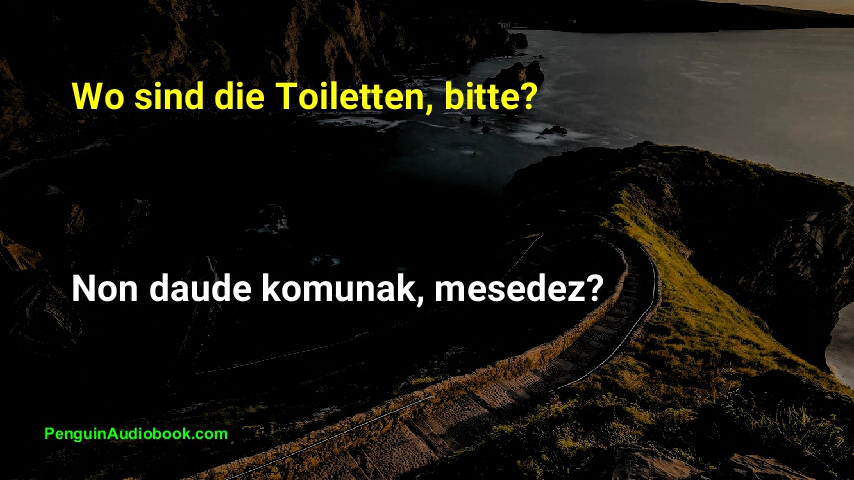 Wo sind die Toiletten, bitte?
Non daude komunak, mesedez?
PenguinAudiobook.com